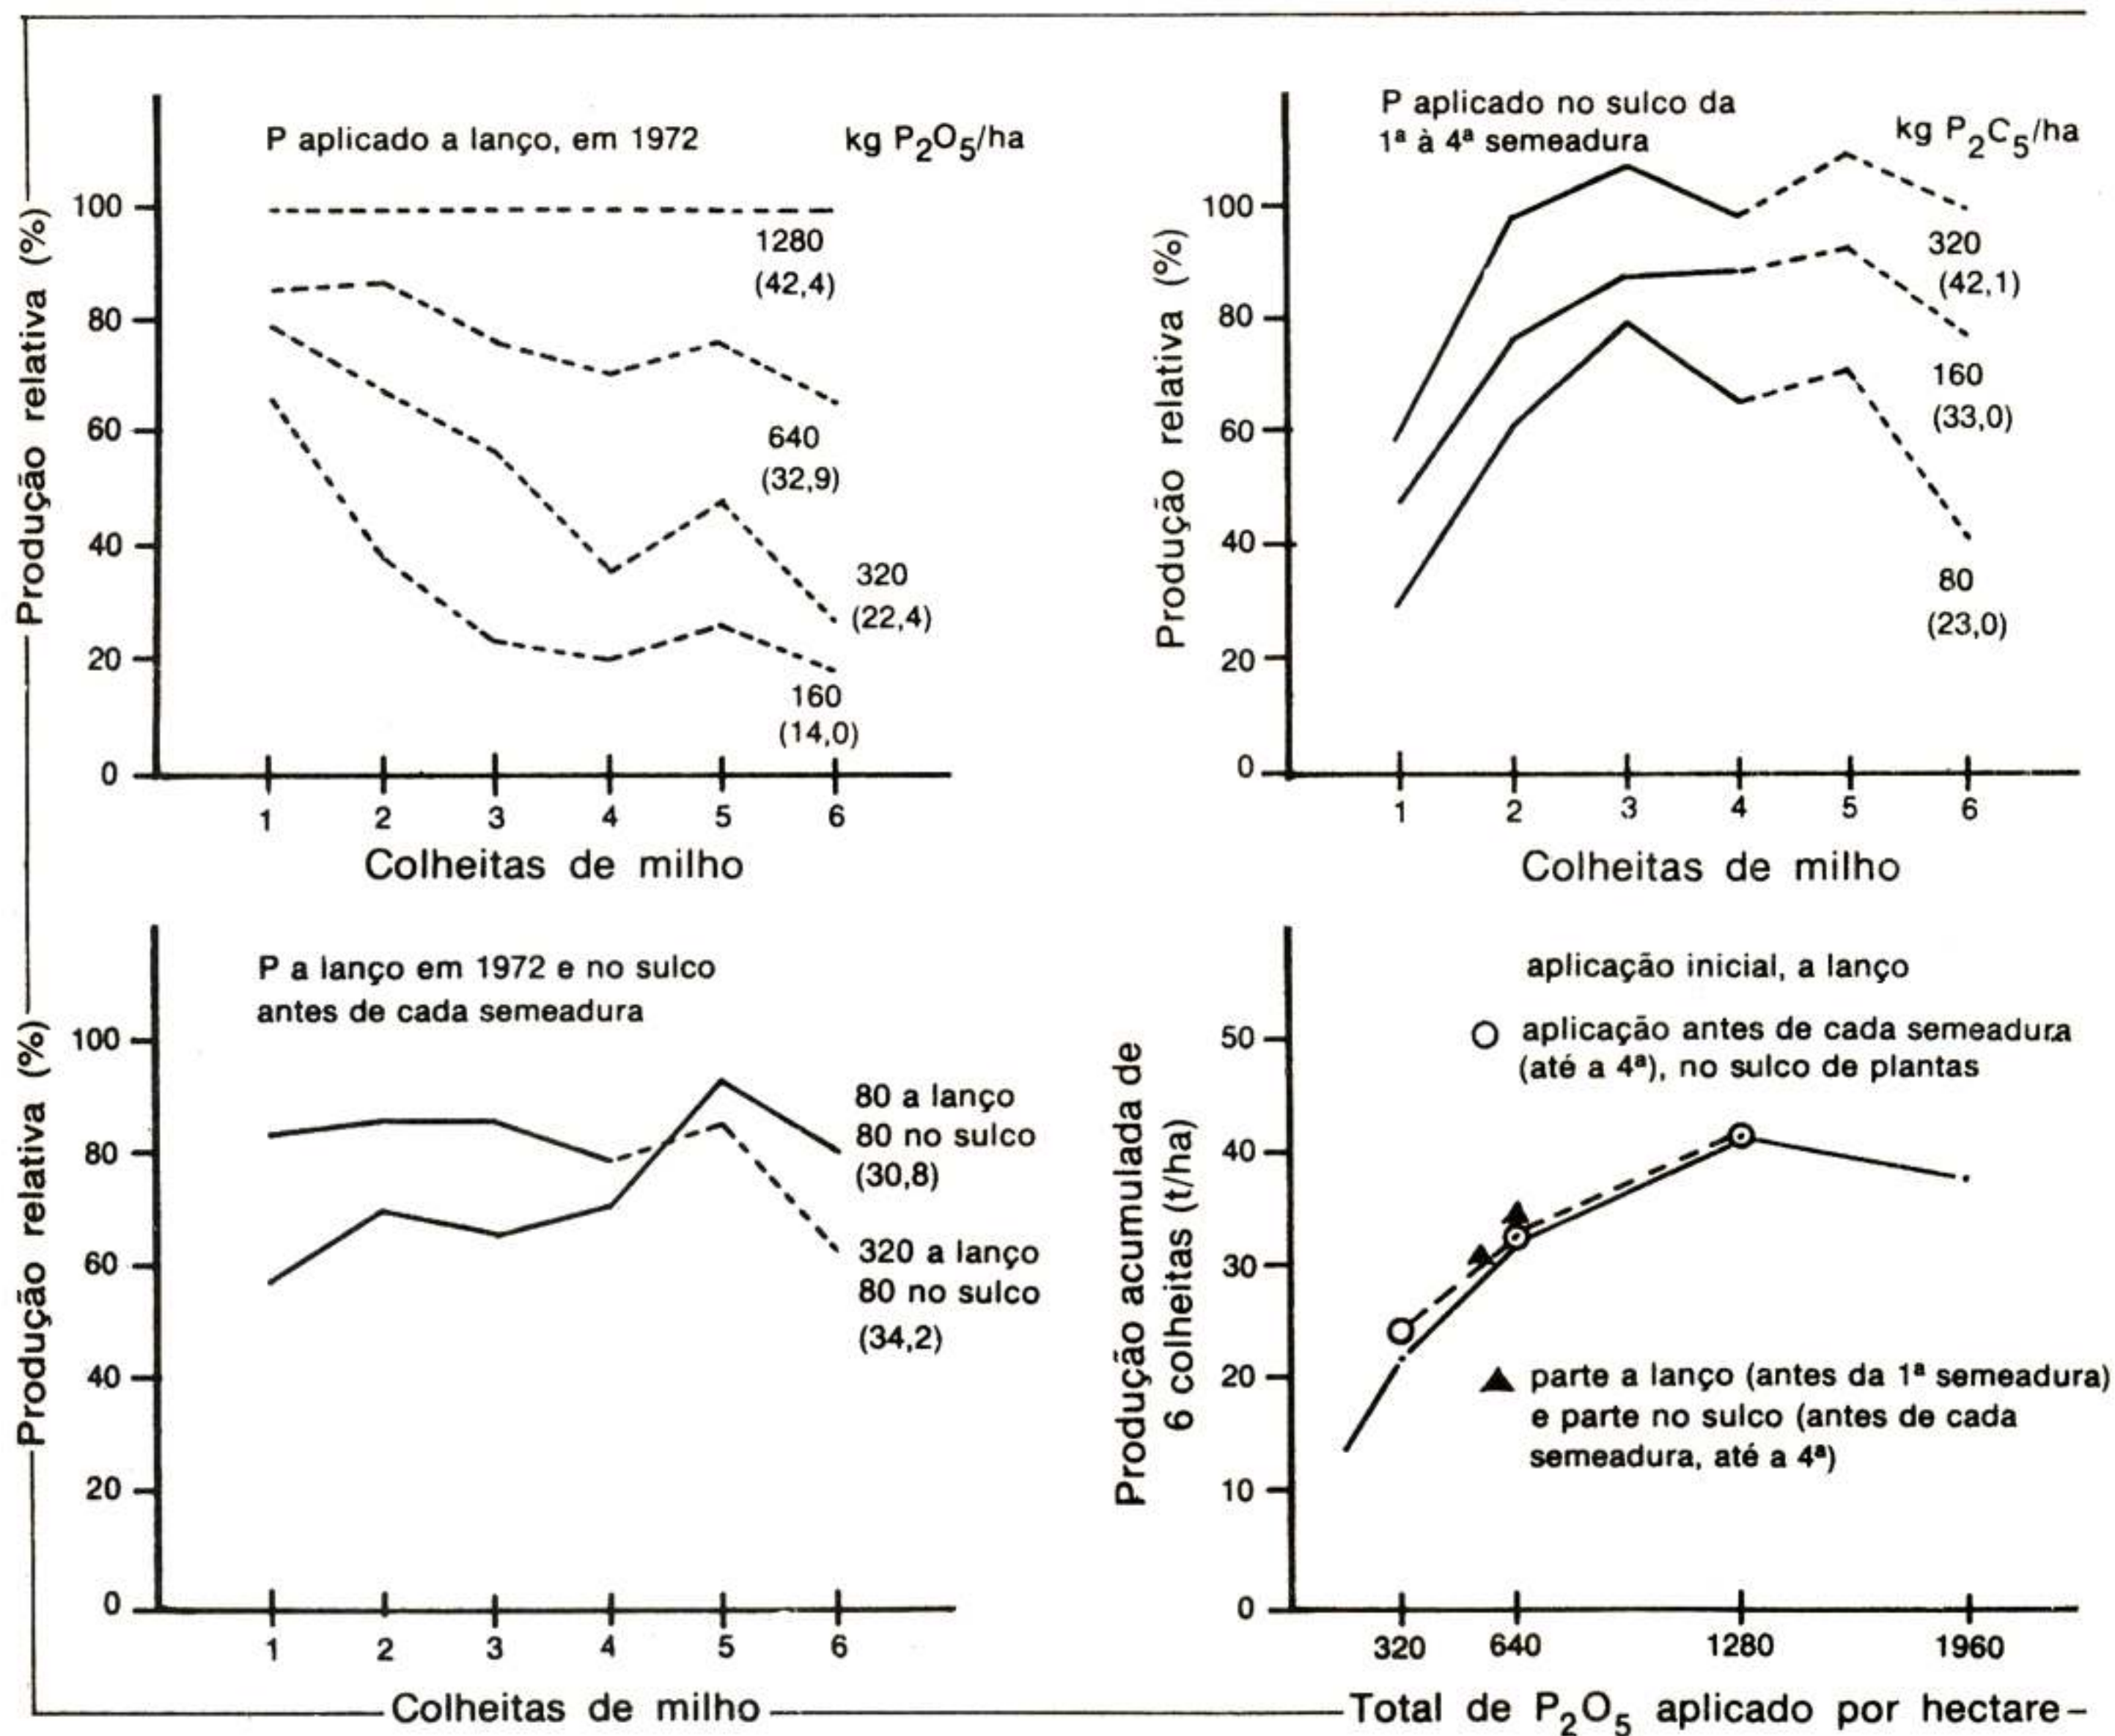 P aplicado a lanço, em 1972
kg P2O5/ha
Produção relativa (%)
100
80
60
40
20
0
1280
(42,4)
640
(32,9)
320
(22,4)
160
(14,0)
1 2 3 4 5 6
Colheitas de milho
P aplicado no sulco da
1ª à 4ª semeadura
kg P2C5/ha
Produção relativa (%)
100
80
60
40
20
0
320
(42,1)
160
(33,0)
80
(23,0)
1 2 3 4 5 6
Colheitas de milho
P a lanço em 1972 e no sulco
antes de cada semeadura
Produção relativa (%)
100
80
60
40
20
0
80 a lanço
80 no sulco
(30,8)
320 a lanço
80 no sulco
(34,2)
1 2 3 4 5 6
Colheitas de milho
aplicação inicial, a lanço
aplicação antes de cada semeadura
(até a 4ª), no sulco de plantas
Produção acumulada de
6 colheitas (t/ha)
50
40
30
20
10
0
parte a lanço (antes da 1ª semeadura)
e parte no sulco (antes de cada
semeadura, até a 4ª)
320 640 1280 1960
Total de P2O5 aplicado por hectare